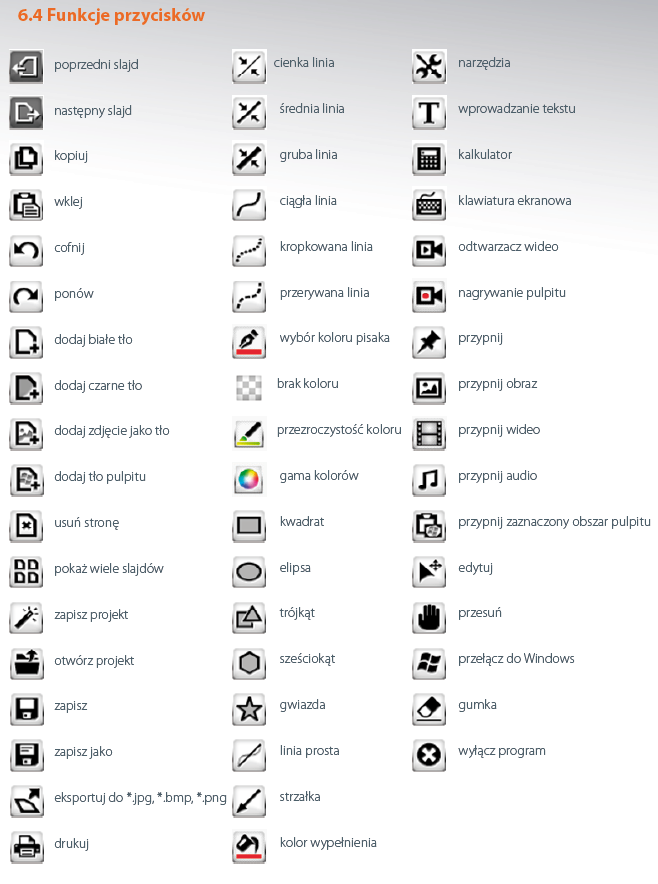 6.4 Funkcje przycisków
poprzedni slajd
następny slajd
kopiuj
wklej
cofnij
ponów
dodaj białe tło
dodaj czarne tło
dodaj zdjęcie jako tło
dodaj tło pulpitu
usuń stronę
pokaż wiele slajdów
zapisz projekt
otwórz projekt
zapisz
zapisz jako
eksportuj do *.jpg, *.bmp, *.png
drukuj
cienka linia
średnia linia
gruba linia
ciągła linia
kropkowana linia
przerywana linia
wybór koloru pisaka
brak koloru
przezroczystość koloru
gama kolorów
kwadrat
elipsa
trójkąt
sześciokąt
gwiazda
linia prosta
strzałka
kolor wypełnienia
narzędzia
wprowadzanie tekstu
kalkulator
klawiatura ekranowa
odtwarzacz wideo
nagrywanie pulpitu
przypnij
przypnij obraz
przypnij wideo
przypnij audio
przypnij zaznaczony obszar pulpitu
edytuj
przesuń
przełącz do Windows
gumka
wyłącz program